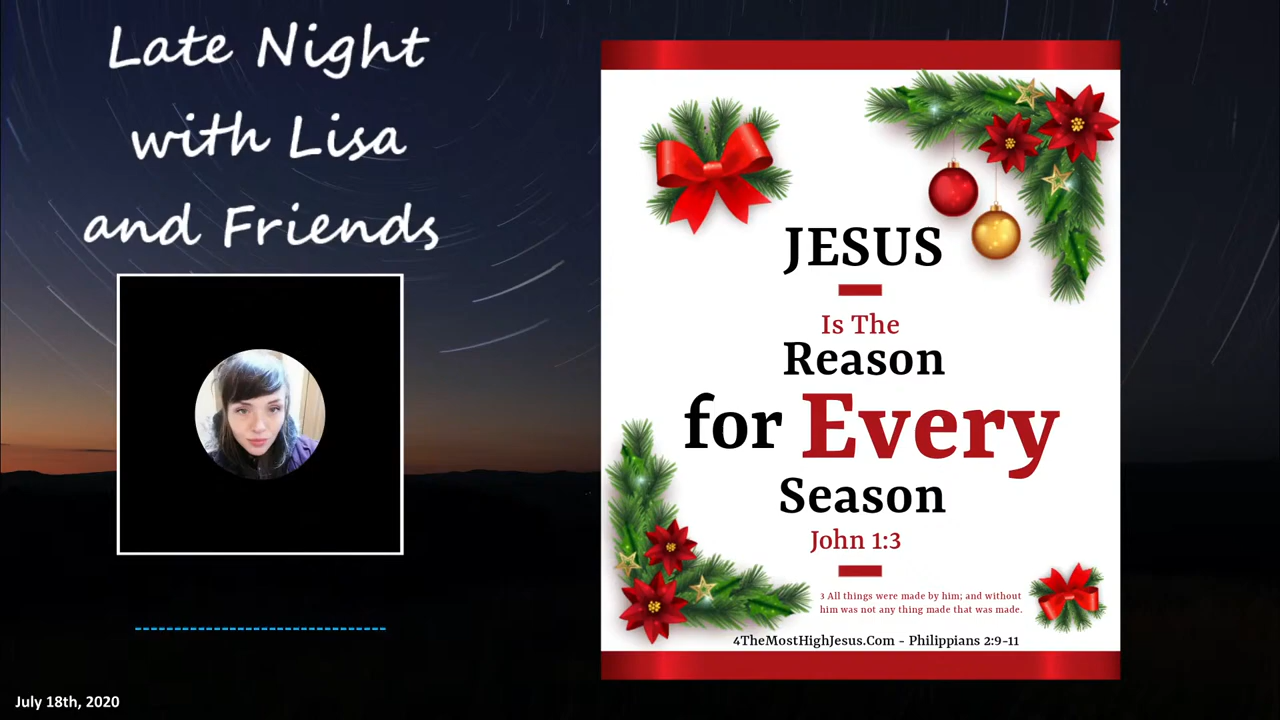 Late Night
with Lisa
and Friends
JESUS
Is The
Reason
for Every
Season
John 1:3
3 All things were made by him; and without
him was not any thing made that was made.
4TheMostHighJesus.Com - Philippians 2:9-11
July 18th, 2020